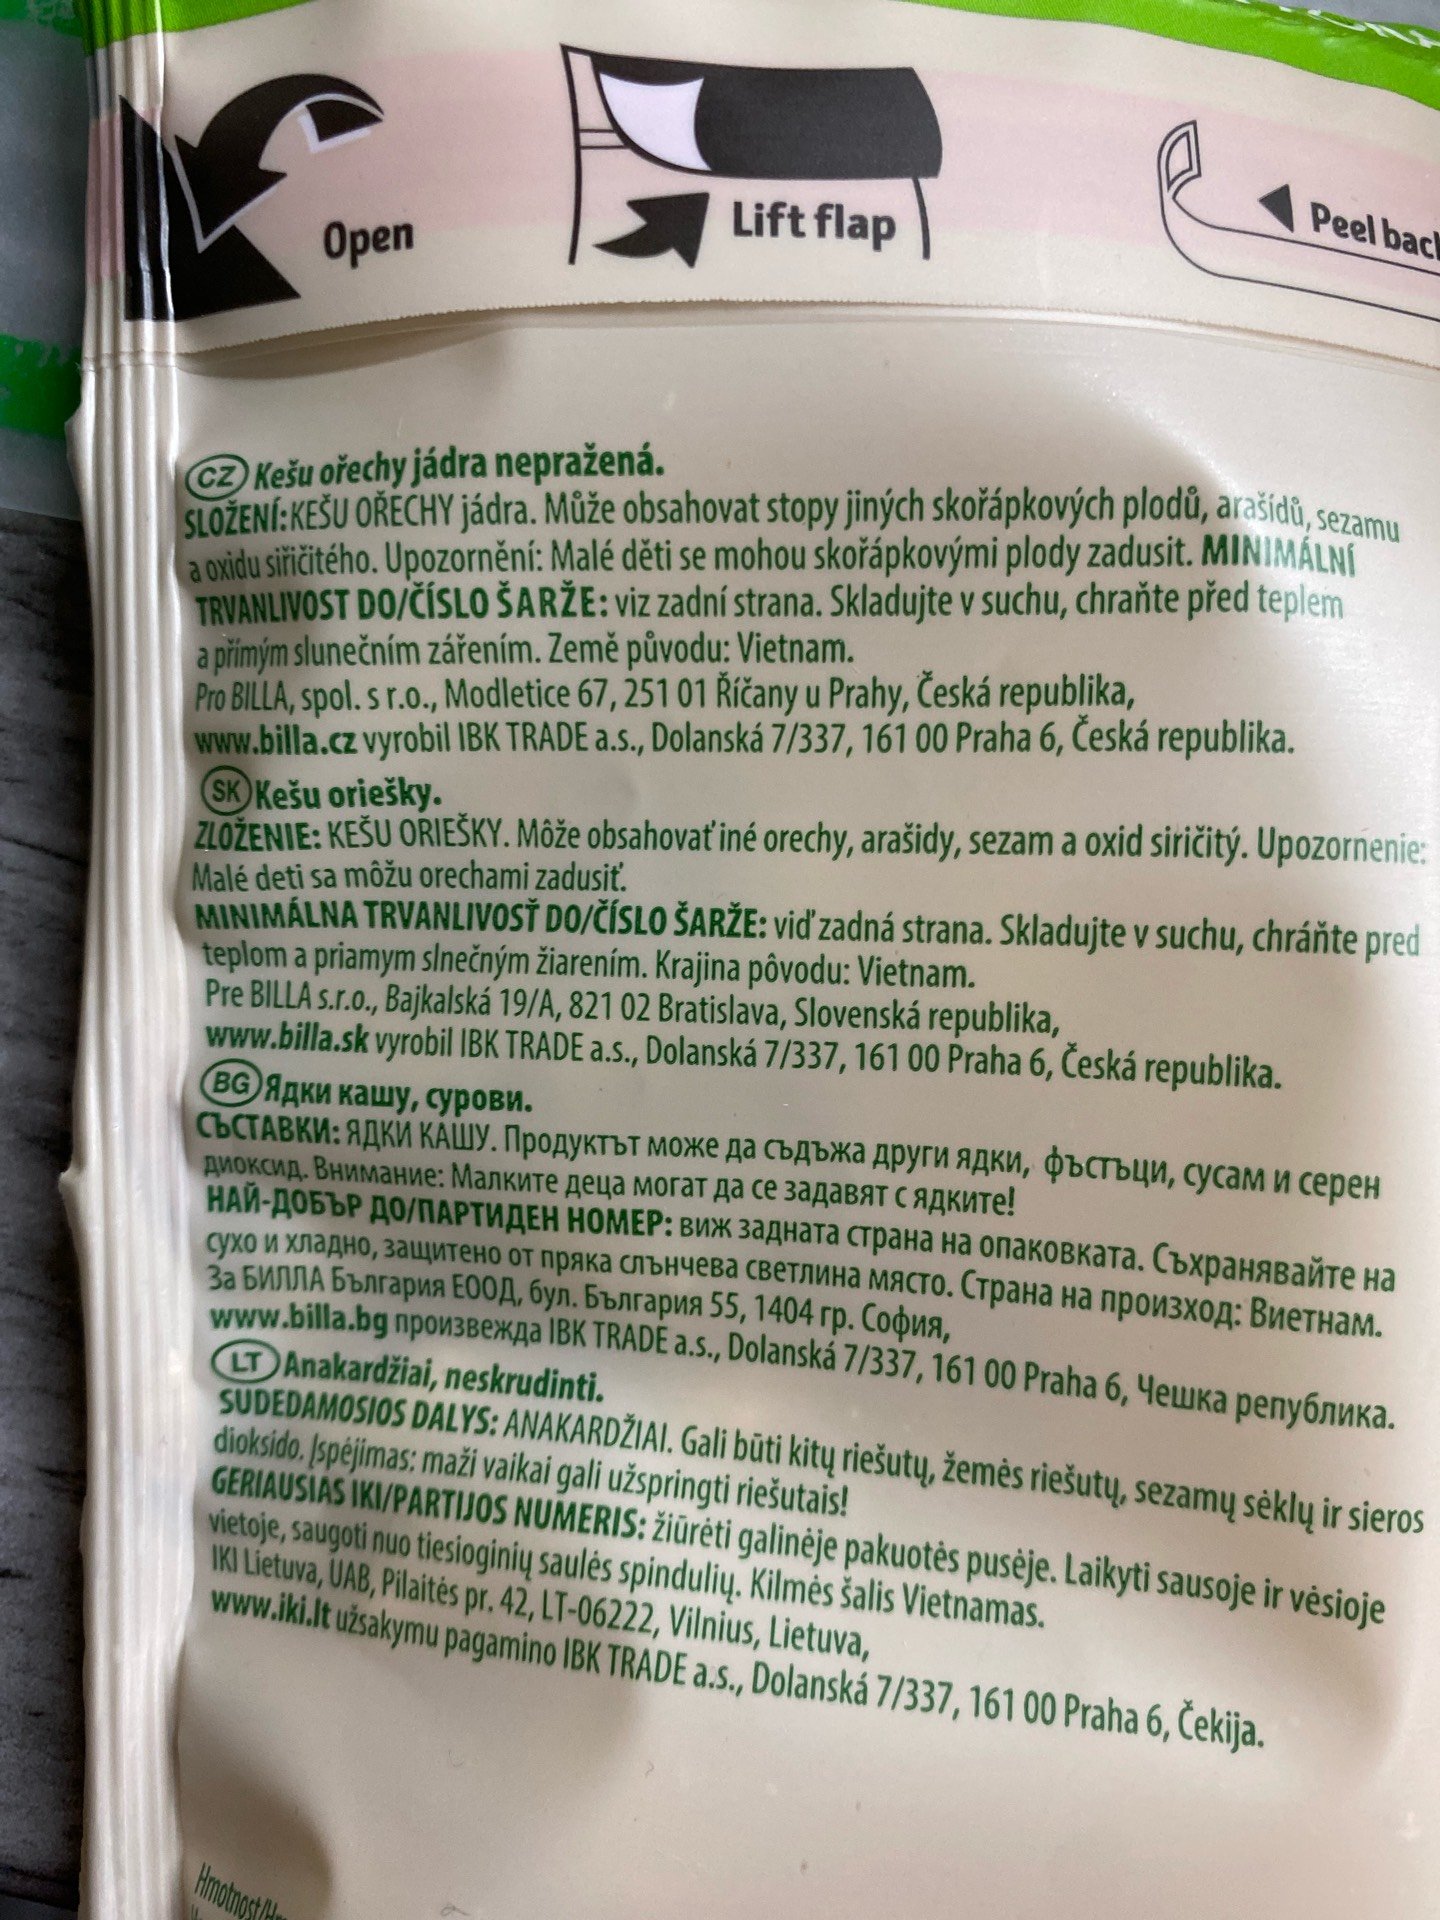 Open
Lift flap
Peel
CZ Kešu ořechy jádra nepražená.
SLOŽENÍ: KEŠU OŘECHY jádra. Může obsahovat stopy jiných skořápkových plodů, arašídů, sezamu
a oxidu siřičitého. Upozornění: Malé děti se mohou skořápkovými plody zadusit. MINIMÁLNÍ
TRVANLIVOST DO/ČÍSLO ŠARŽE: viz zadní strana. Skladujte v suchu, chraňte před teplem
a přímým slunečním zářením. Země původu: Vietnam.
Pro BILLA, spol. s r.o., Modletice 67, 251 01 Říčany u Prahy, Česká republika,
www.billa.cz vyrobil IBK TRADE a.s., Dolanská 7/337, 161 00 Praha 6, Česká republika.
SK Kešu oriešky.
ZLOŽENIE: KEŠU ORIEŠKY. Môže obsahovať iné orechy, arašidy, sezam a oxid siričitý. Upozornenie:
Malé deti sa môžu orechami zadusiť.
MINIMÁLNA TRVANLIVOSŤ DO/ČÍSLO ŠARŽE: viď zadná strana. Skladujte v suchu, chráňte pred
teplom a priamym slnečným žiarením. Krajina pôvodu: Vietnam.
Pre BILLA s.r.o., Bajkalská 19/A, 821 02 Bratislava, Slovenská republika,
www.billa.sk vyrobil IBK TRADE a.s., Dolanská 7/337, 161 00 Praha 6, Česká republika.
BG Ядки кашу, сурови.
СЪСТАВКИ: ЯДКИ КАШУ. Продуктът може да съдъжа други ядки, фъстъци, сусам и серен
диоксид. Внимание: Малките деца могат да се задавят с ядките!
НАЙ-ДОБЪР ДО/ПАРТИДЕН НОМЕР: виж задната страна на опаковката. Съхранявайте на
сухо и хладно, защитено от пряка слънчева светлина място. Страна на произход: Виетнам.
За БИЛЛА България ЕООД, бул. България 55, 1404 гр. София,
www.billa.bg произвежда IBK TRADE a.s., Dolanská 7/337, 161 00 Praha 6, Чешка република.
LT Anakardžiai, neskrudinti.
SUDEDAMOSIOS DALYS: ANAKARDŽIAI. Gali būti kitų riešutų, žemės riešutų, sezamų sėklų ir sieros
dioksido. Įspėjimas: maži vaikai gali užspringti riešutais!
GERIAUSIAS IKI/PARTIJOS NUMERIS: žiūrėti galinėje pakuotės pusėje. Laikyti sausoje ir vėsioje
vietoje, saugoti nuo tiesioginių saulės spindulių. Kilmės šalis Vietnamas.
IKI Lietuva, UAB, Pilaitės pr. 42, LT-06222, Vilnius, Lietuva,
www.iki.lt užsakymu pagamino IBK TRADE a.s., Dolanská 7/337, 161 00 Praha 6, Čekija.
Hmotnost